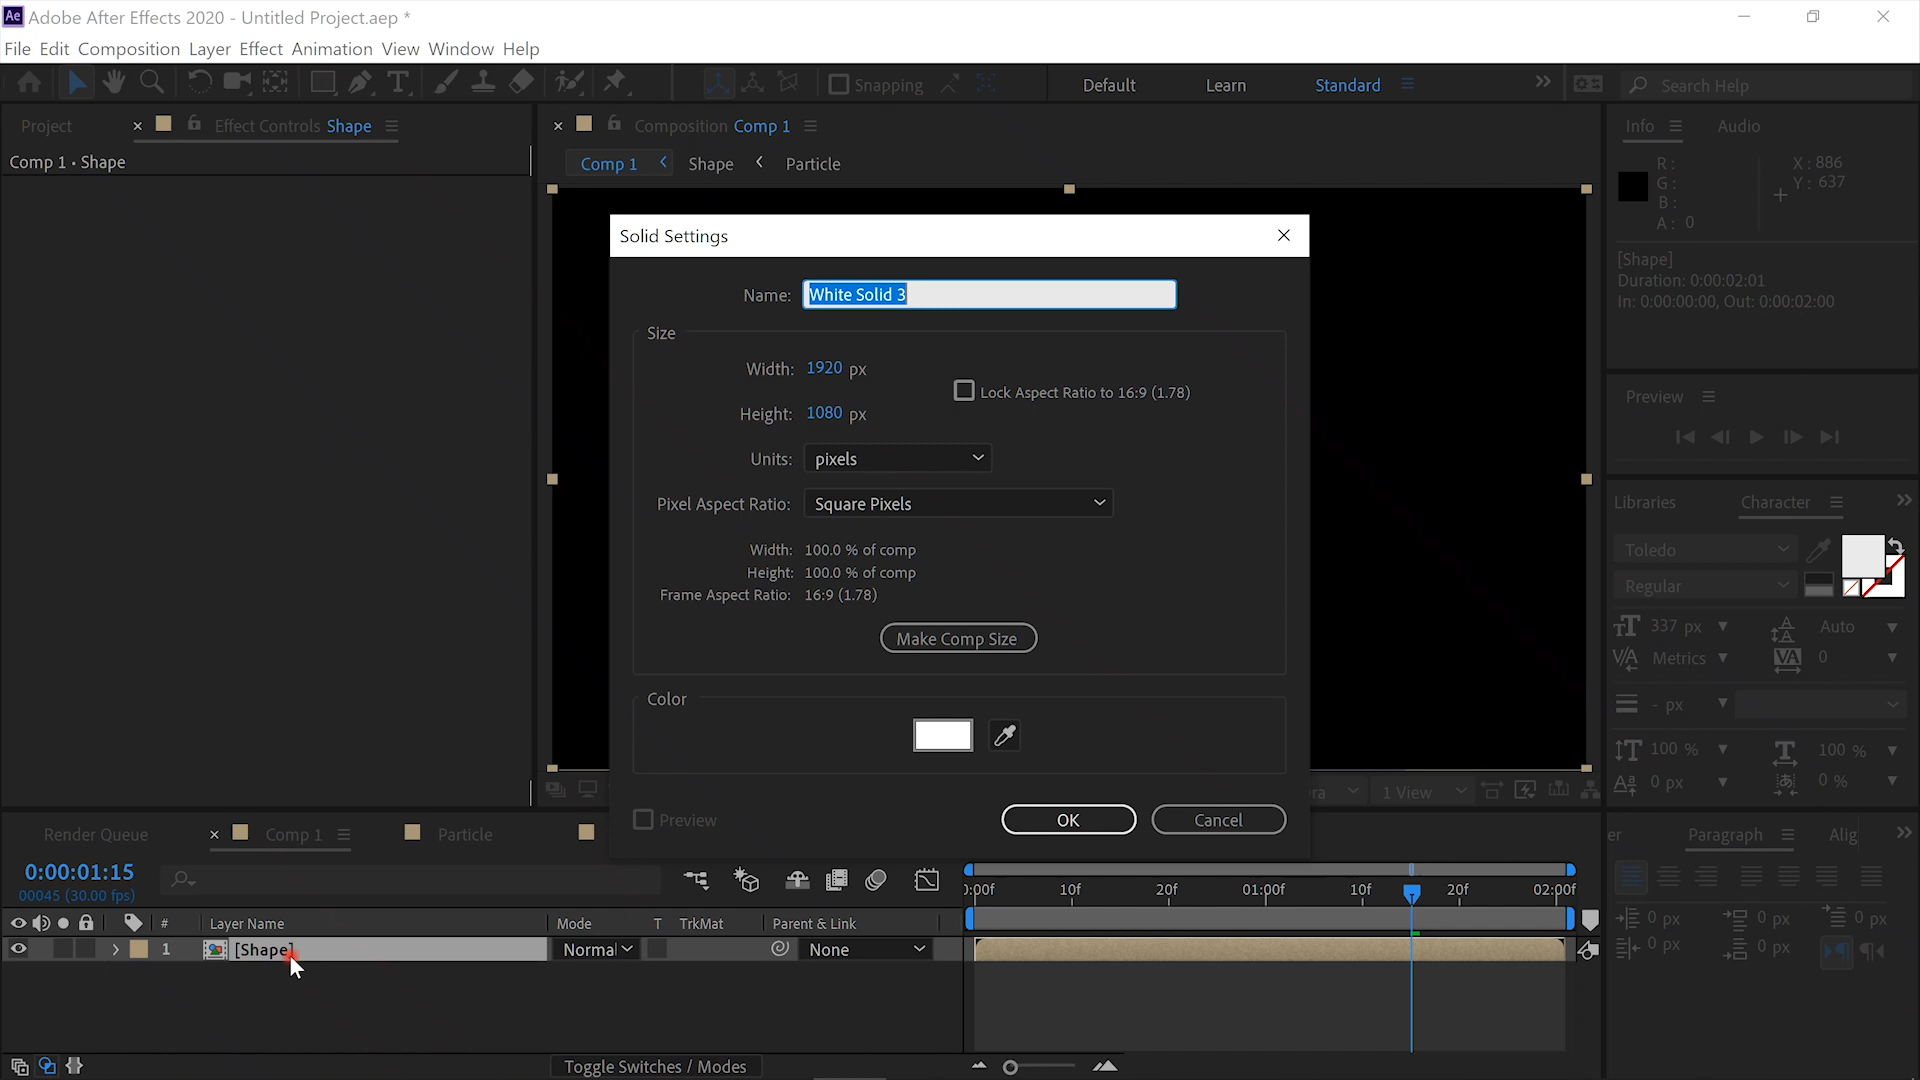 Ae Adobe After Effects 2020 - Untitled Project.aep *
File Edit Composition Layer Effect Animation View Window Help
Snapping
Default Learn Standard
Search Help
Project
Effect Controls Shape
Comp 1 • Shape
Composition Comp 1
Comp 1 Shape Particle
Info Audio
R:
G:
B:
A: 0
X: 886
Y: 637
[Shape]
Duration: 0:00:02:01
In: 0:00:00:00, Out: 0:00:02:00
Solid Settings
Name: White Solid 3
Size
Width: 1920 px
Lock Aspect Ratio to 16:9 (1.78)
Height: 1080 px
Units: pixels
Pixel Aspect Ratio: Square Pixels
Width: 100.0 % of comp
Height: 100.0 % of comp
Frame Aspect Ratio: 16:9 (1.78)
Make Comp Size
Color
Preview
OK Cancel
Preview
Libraries Character
Toledo
Regular
337 px Auto
Metrics 0
- px
100 % 100 %
0 px 0 %
ra 1 View
er Paragraph Alig
0 px 0 px 0 px
0 px 0 px
Render Queue Comp 1 Particle
0:00:01:15
00045 (30.00 fps)
):00f 10f 20f 01:00f 10f 20f 02:00f
# Layer Name Mode T TrkMat Parent & Link
1 [Shape] Normal None
Toggle Switches / Modes